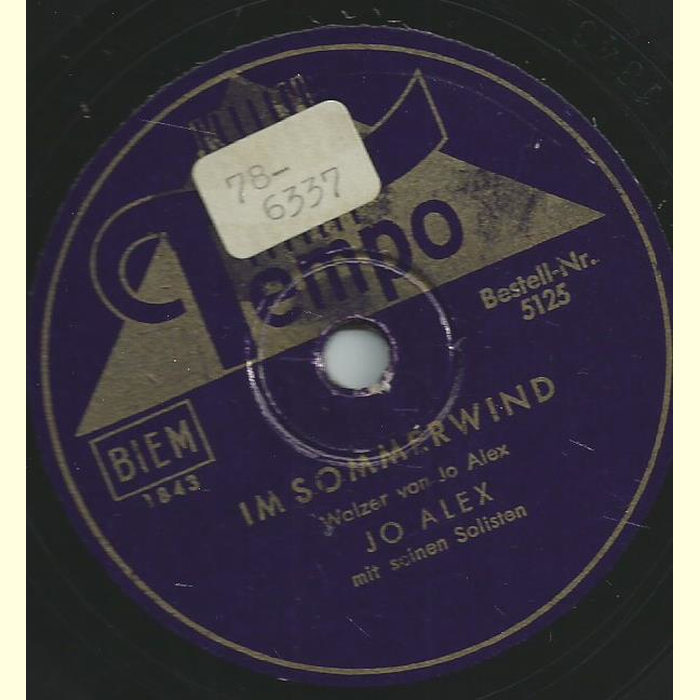 78-
6337
Tempo
Bestell-Nr.
5125
BIEM
1843
IM SOMMERWIND
Walzer von Jo Alex
JO ALEX
mit seinen Solisten